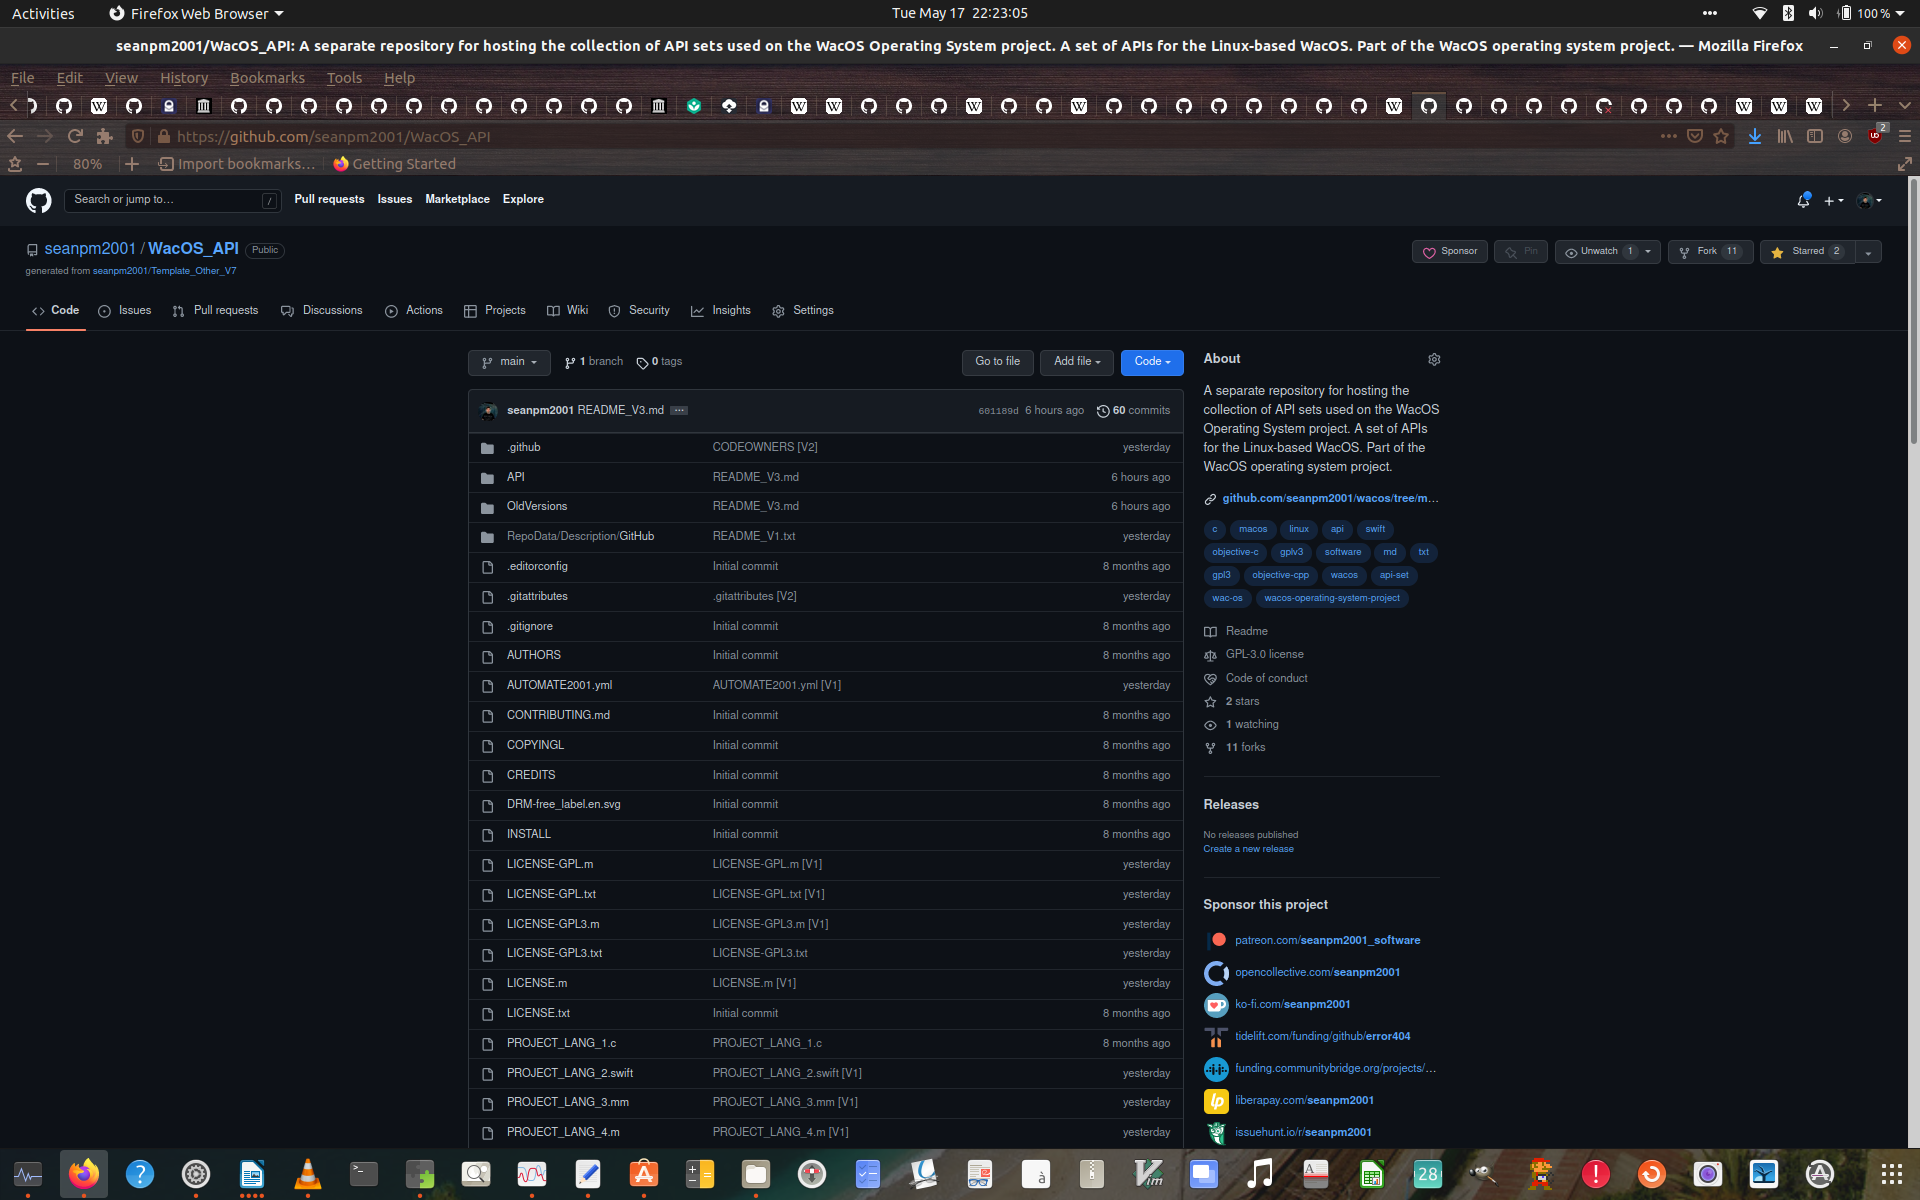 Activities
Firefox Web Browser
Tue May 17 22:23:05
100 %
seanpm2001/WacOS_API: A separate repository for hosting the collection of API sets used on the WacOS Operating System project. A set of APIs for the Linux-based WacOS. Part of the WacOS operating system project. — Mozilla Firefox
File Edit View History Bookmarks Tools Help
https://github.com/seanpm2001/WacOS_API
2
80%
Import bookmarks...
Getting Started
Search or jump to...
/
Pull requests Issues Marketplace Explore
seanpm2001 / WacOS_API
Public
generated from seanpm2001/Template_Other_V7
Sponsor
Pin
Unwatch 1
Fork 11
Starred 2
Code
Issues
Pull requests
Discussions
Actions
Projects
Wiki
Security
Insights
Settings
main
1 branch
0 tags
Go to file
Add file
Code
seanpm2001 README_V3.md ...
601189d 6 hours ago
60 commits
.github CODEOWNERS [V2] yesterday
API README_V3.md 6 hours ago
OldVersions README_V3.md 6 hours ago
RepoData/Description/GitHub README_V1.txt yesterday
.editorconfig Initial commit 8 months ago
.gitattributes .gitattributes [V2] yesterday
.gitignore Initial commit 8 months ago
AUTHORS Initial commit 8 months ago
AUTOMATE2001.yml AUTOMATE2001.yml [V1] yesterday
CONTRIBUTING.md Initial commit 8 months ago
COPYINGL Initial commit 8 months ago
CREDITS Initial commit 8 months ago
DRM-free_label.en.svg Initial commit 8 months ago
INSTALL Initial commit 8 months ago
LICENSE-GPL.m LICENSE-GPL.m [V1] yesterday
LICENSE-GPL.txt LICENSE-GPL.txt [V1] yesterday
LICENSE-GPL3.m LICENSE-GPL3.m [V1] yesterday
LICENSE-GPL3.txt LICENSE-GPL3.txt yesterday
LICENSE.m LICENSE.m [V1] yesterday
LICENSE.txt Initial commit 8 months ago
PROJECT_LANG_1.c PROJECT_LANG_1.c 8 months ago
PROJECT_LANG_2.swift PROJECT_LANG_2.swift [V1] yesterday
PROJECT_LANG_3.mm PROJECT_LANG_3.mm [V1] yesterday
PROJECT_LANG_4.m PROJECT_LANG_4.m [V1] yesterday
About
A separate repository for hosting the
collection of API sets used on the WacOS
Operating System project. A set of APIs
for the Linux-based WacOS. Part of the
WacOS operating system project.
github.com/seanpm2001/wacos/tree/m...
c macos linux api swift
objective-c gplv3 software md txt
gpl3 objective-cpp wacos api-set
wac-os wacos-operating-system-project
Readme
GPL-3.0 license
Code of conduct
2 stars
1 watching
11 forks
Releases
No releases published
Create a new release
Sponsor this project
patreon.com/seanpm2001_software
opencollective.com/seanpm2001
ko-fi.com/seanpm2001
tidelift.com/funding/github/error404
funding.communitybridge.org/projects/...
liberapay.com/seanpm2001
issuehunt.io/r/seanpm2001
28